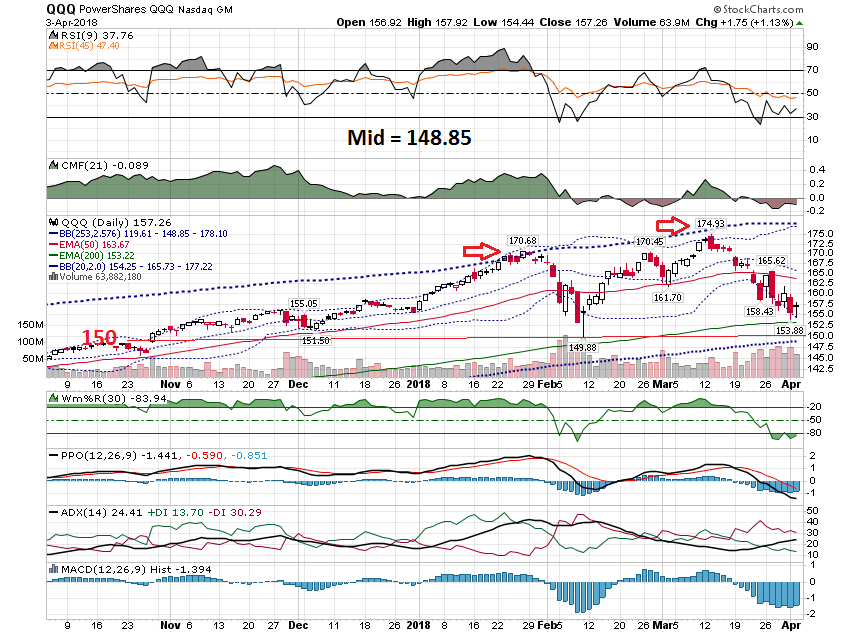 QQQ PowerShares QQQ Nasdaq GM © StockCharts.com
3-Apr-2018 Open 156.92 High 157.92 Low 154.44 Close 157.26 Volume 63.9M Chg +1.75 (+1.13%)
RSI(9) 37.76
RSI(45) 47.40
90
70
50
30
10
Mid = 148.85
CMF(21) -0.089
0.4
0.2
0.0
-0.2
QQQ (Daily) 157.26
BB(253,2.576) 119.61 - 148.85 - 178.10
EMA(50) 163.67
EMA(200) 153.22
BB(20,2.0) 154.25 - 165.73 - 177.22
Volume 63,882,180
174.93
170.68
170.45
165.62
161.70
155.05
158.43
153.88
151.50
149.88
150
175.0
172.5
170.0
167.5
165.0
162.5
160.0
157.5
155.0
152.5
150.0
147.5
145.0
142.5
150M
100M
50M
9 16 23 Nov 6 13 20 27 Dec 11 18 26 2018 8 16 22 29 Feb 5 12 20 26 Mar 5 12 19 26 Apr
Wm%R(30) -83.94
-20
-50
-80
PPO(12,26,9) -1.441, -0.590, -0.851
2
1
0
-1
ADX(14) 24.41 +DI 13.70 -DI 30.29
50
40
30
20
10
MACD(12,26,9) Hist -1.394
1
0
-1
-2
9 16 23 Nov 6 13 20 27 Dec 11 18 26 2018 8 16 22 29 Feb 5 12 20 26 Mar 5 12 19 26 Apr